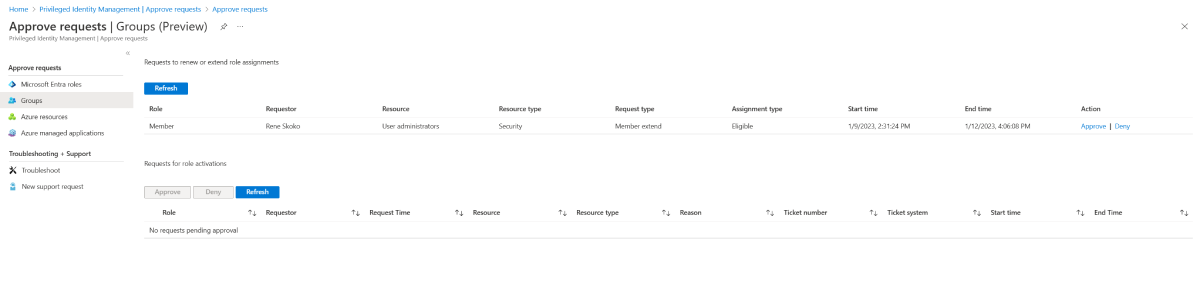 Home > Privileged Identity Management | Approve requests > Approve requests
Approve requests | Groups (Preview)
Privileged Identity Management | Approve requests
Approve requests
Microsoft Entra roles
Groups
Azure resources
Azure managed applications
Troubleshooting + Support
Troubleshoot
New support request
Requests to renew or extend role assignments
Refresh
Role Requestor Resource Resource type Request type Assignment type Start time End time Action
Member Rene Skoko User administrators Security Member extend Eligible 1/9/2023, 2:31:24 PM 1/12/2023, 4:06:08 PM Approve | Deny
Requests for role activations
Approve Deny Refresh
Role Requestor Request Time Resource Resource type Reason Ticket number Ticket system Start time End Time
No requests pending approval